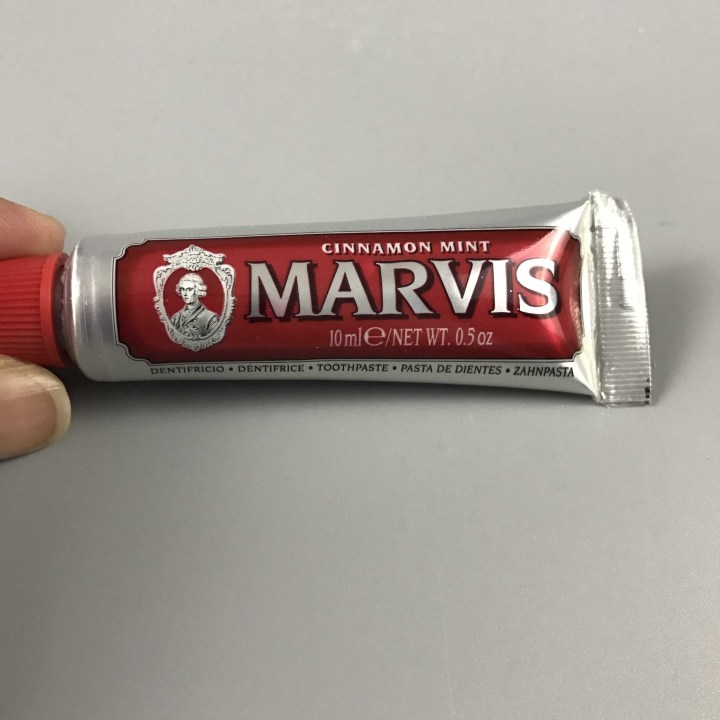 CINNAMON MINT
MARVIS
10 ml ℮/NET WT. 0.5 oz
DENTIFRICIO • DENTIFRICE • TOOTHPASTE • PASTA DE DIENTES • ZAHNPASTA